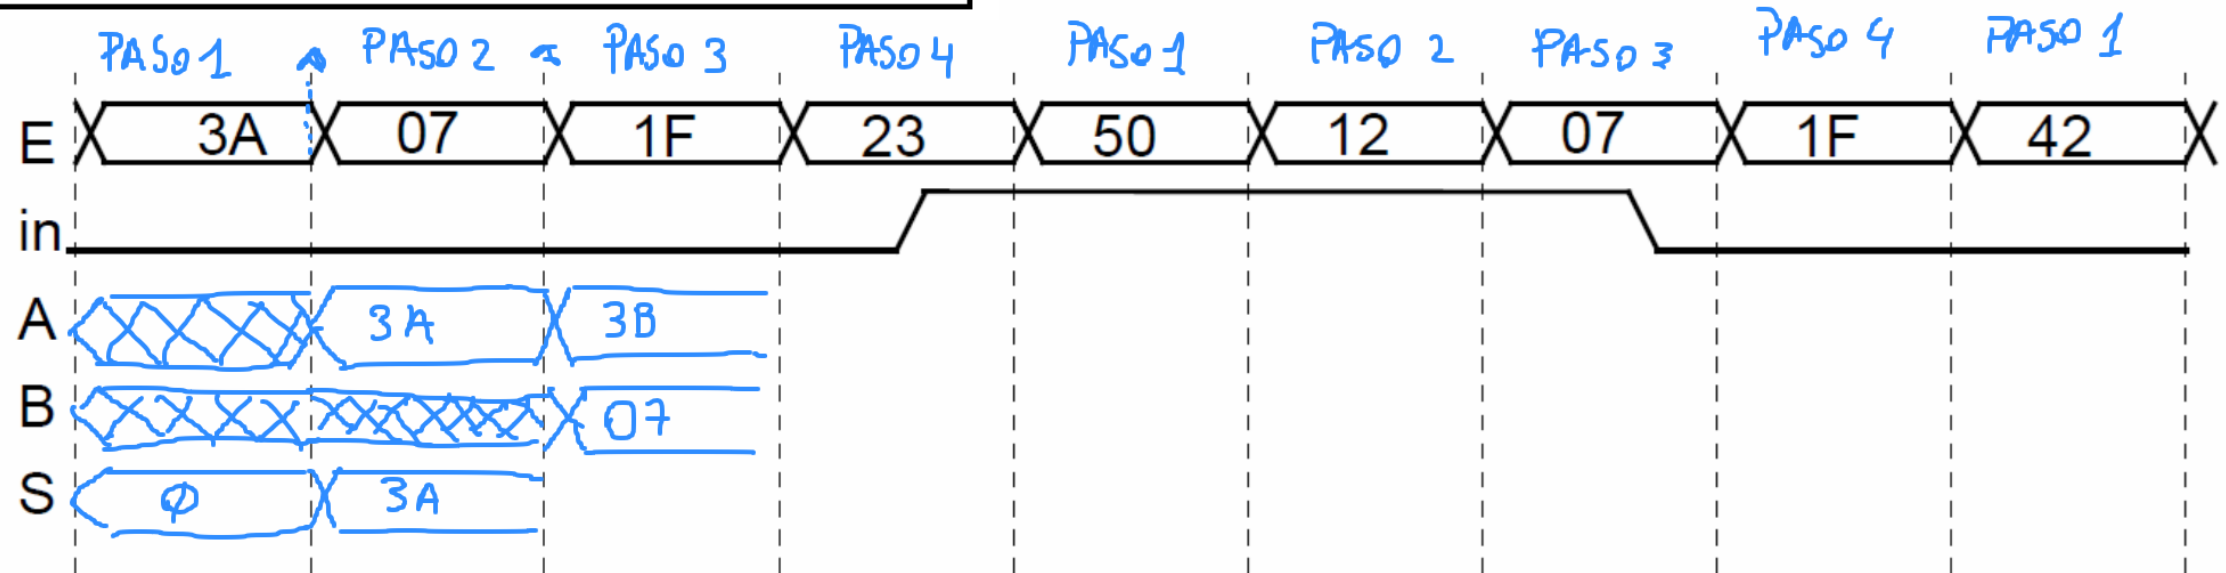 PASO 1 PASO 2 PASO 3 PASO 4 PASO 1 PASO 2 PASO 3 PASO 4 PASO 1
E 3A 07 1F 23 50 12 07 1F 42
in
A 3A 3B
B 07
S Ø 3A